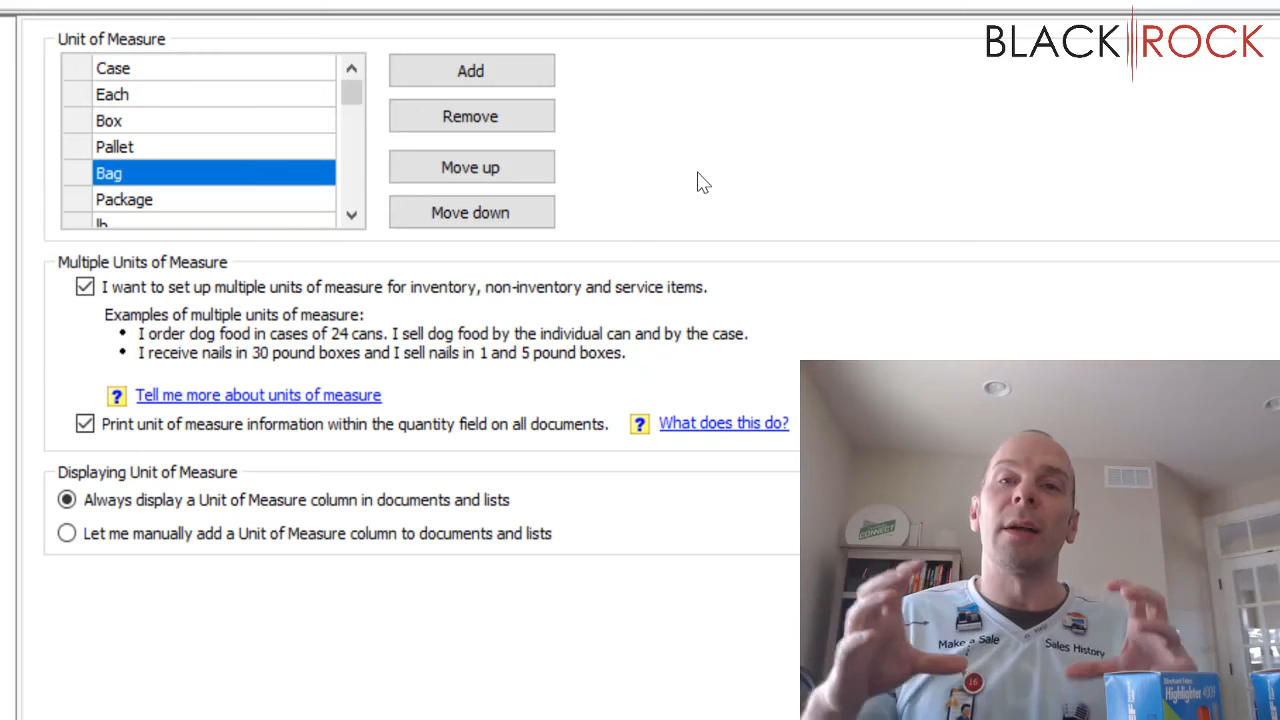 BLACK ROCK
Unit of Measure
Case
Each
Box
Pallet
Bag
Package
lb
Add
Remove
Move up
Move down
Multiple Units of Measure
I want to set up multiple units of measure for inventory, non-inventory and service items.
Examples of multiple units of measure:
• I order dog food in cases of 24 cans. I sell dog food by the individual can and by the case.
• I receive nails in 30 pound boxes and I sell nails in 1 and 5 pound boxes.
? Tell me more about units of measure
Print unit of measure information within the quantity field on all documents. ? What does this do?
Displaying Unit of Measure
Always display a Unit of Measure column in documents and lists
Let me manually add a Unit of Measure column to documents and lists
CONNECT
Make a Sale
Sales History
16
Highlighter